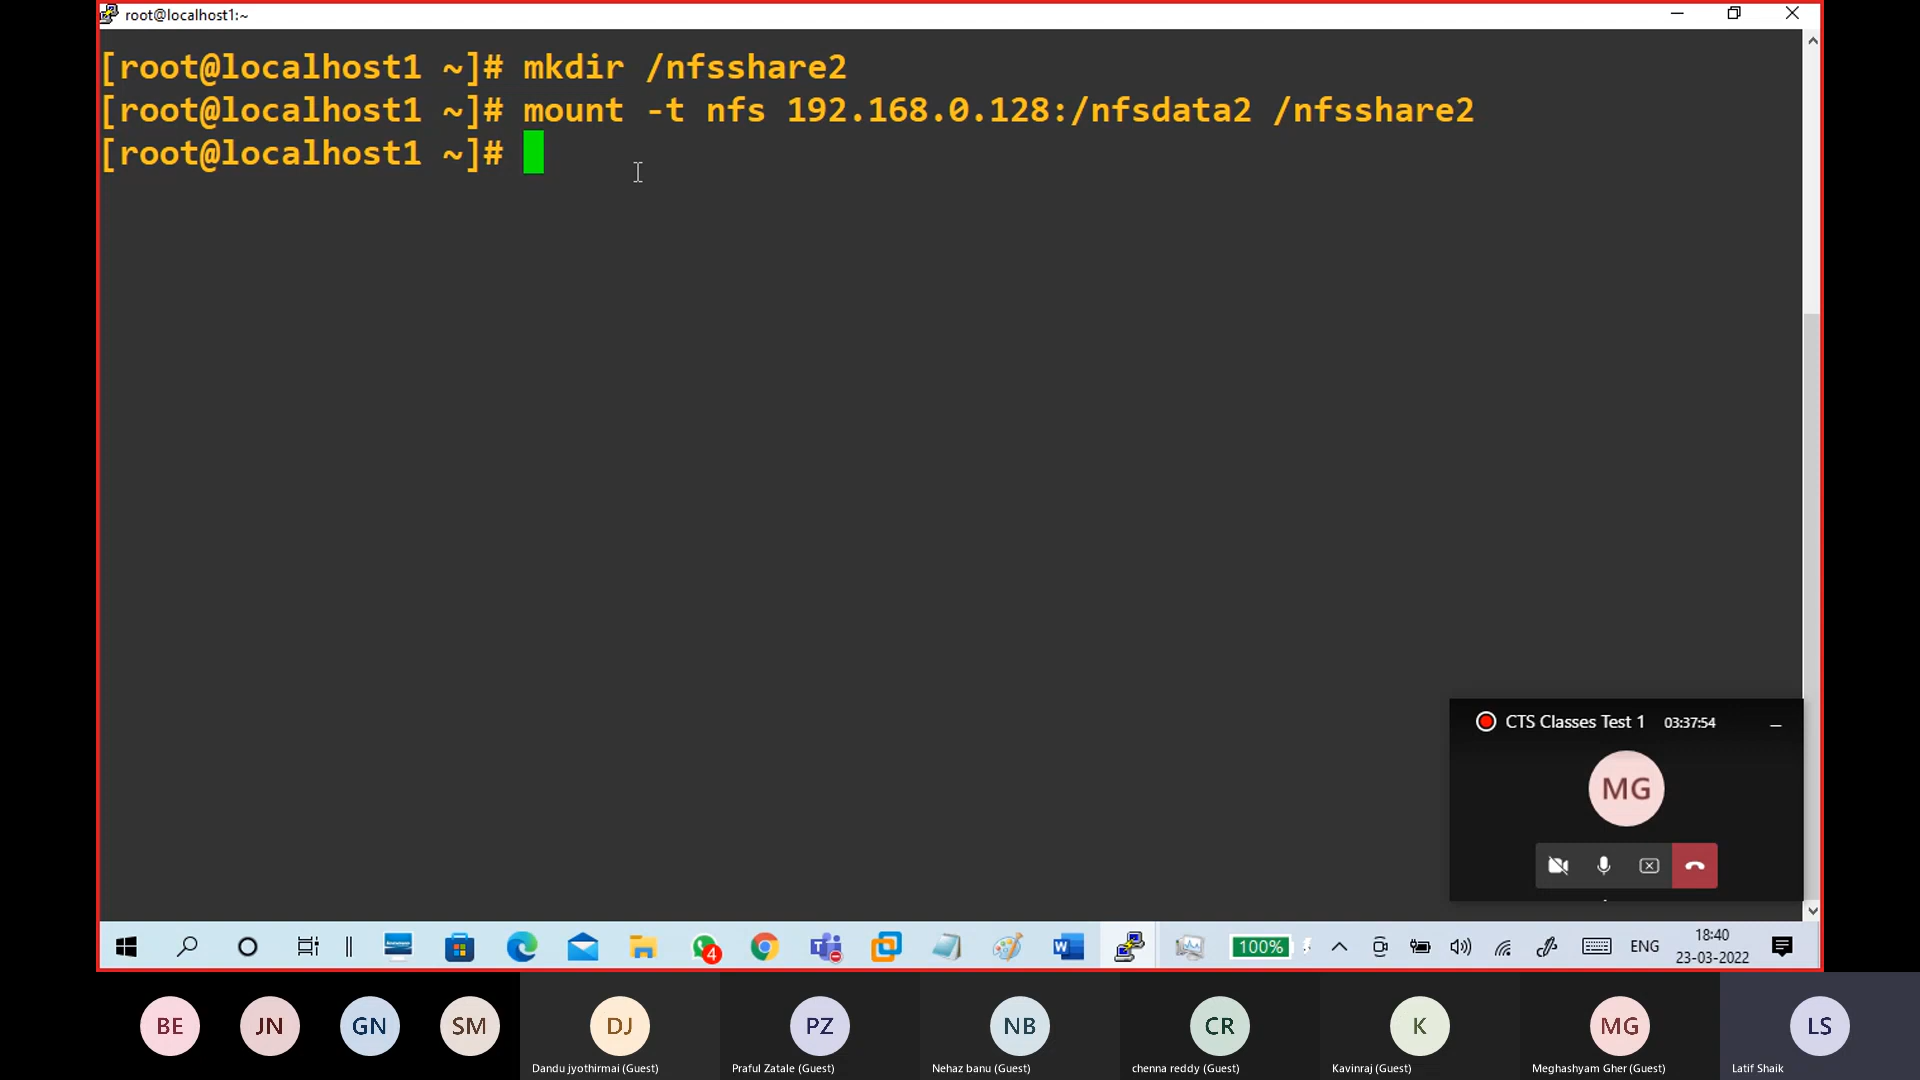 root@localhost1:~
[root@localhost1 ~]# mkdir /nfsshare2
[root@localhost1 ~]# mount -t nfs 192.168.0.128:/nfsdata2 /nfsshare2
[root@localhost1 ~]#
CTS Classes Test 1 03:37:54
MG
4
100%
ENG
18:40
23-03-2022
BE JN GN SM DJ PZ NB CR K MG LS
Dandu jyothirmai (Guest) Praful Zatale (Guest) Nehaz banu (Guest) chenna reddy (Guest) Kavinraj (Guest) Meghashyam Gher (Guest) Latif Shaik